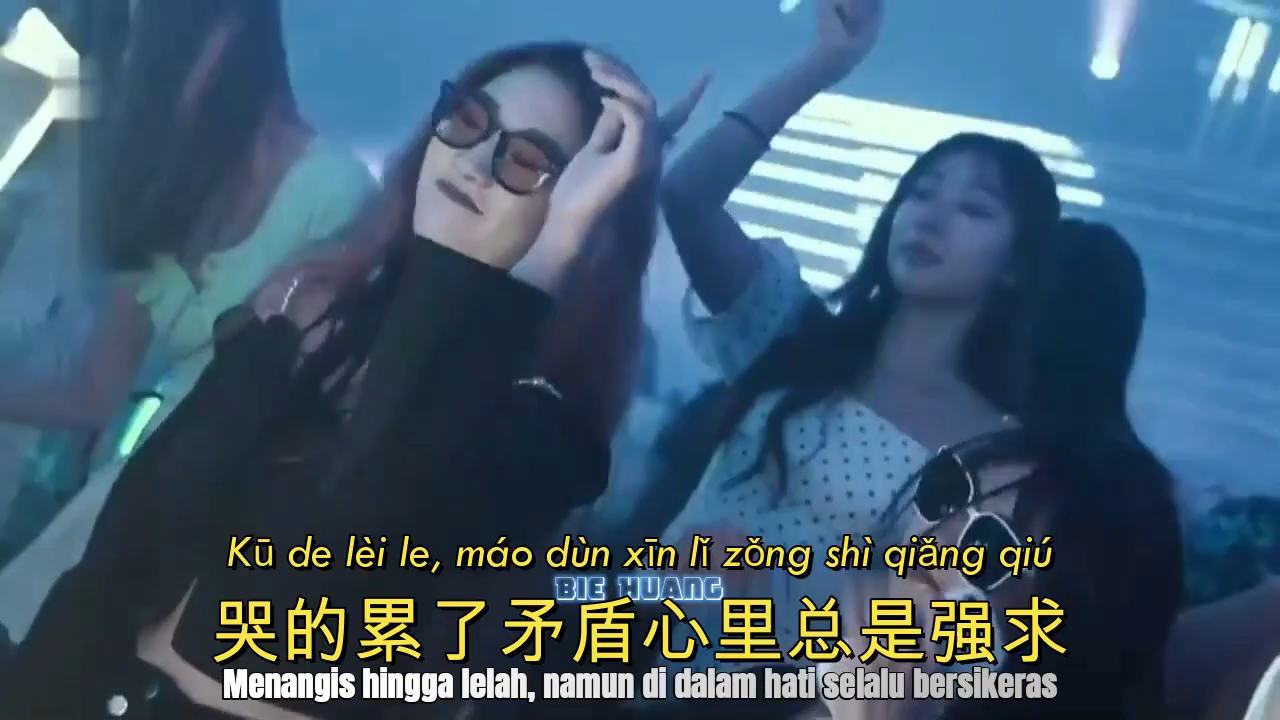 Kū de lèi le, máo dùn xīn lǐ zǒng shì qiǎng qiú
BIE HUANG
哭的累了矛盾心里总是强求
Menangis hingga lelah, namun di dalam hati selalu bersikeras